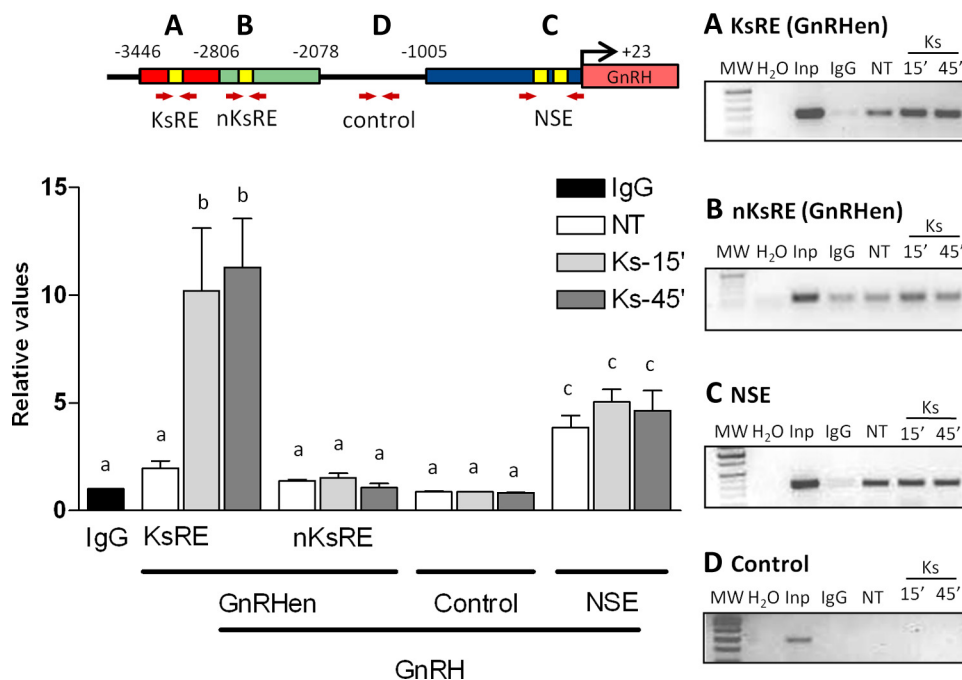 A B D C
-3446 -2806 -2078 -1005 +23
GnRH
KsRE nKsRE control NSE
Relative values
15
10
5
0
IgG
NT
Ks-15'
Ks-45'
a a b b a a a a a a c c c
IgG KsRE nKsRE
GnRHen Control NSE
GnRH
A KsRE (GnRHen)
Ks
MW H₂O Inp IgG NT 15’ 45’
B nKsRE (GnRHen)
Ks
MW H₂O Inp IgG NT 15’ 45’
C NSE
Ks
MW H₂O Inp IgG NT 15’ 45’
D Control
Ks
MW H₂O Inp IgG NT 15’ 45’